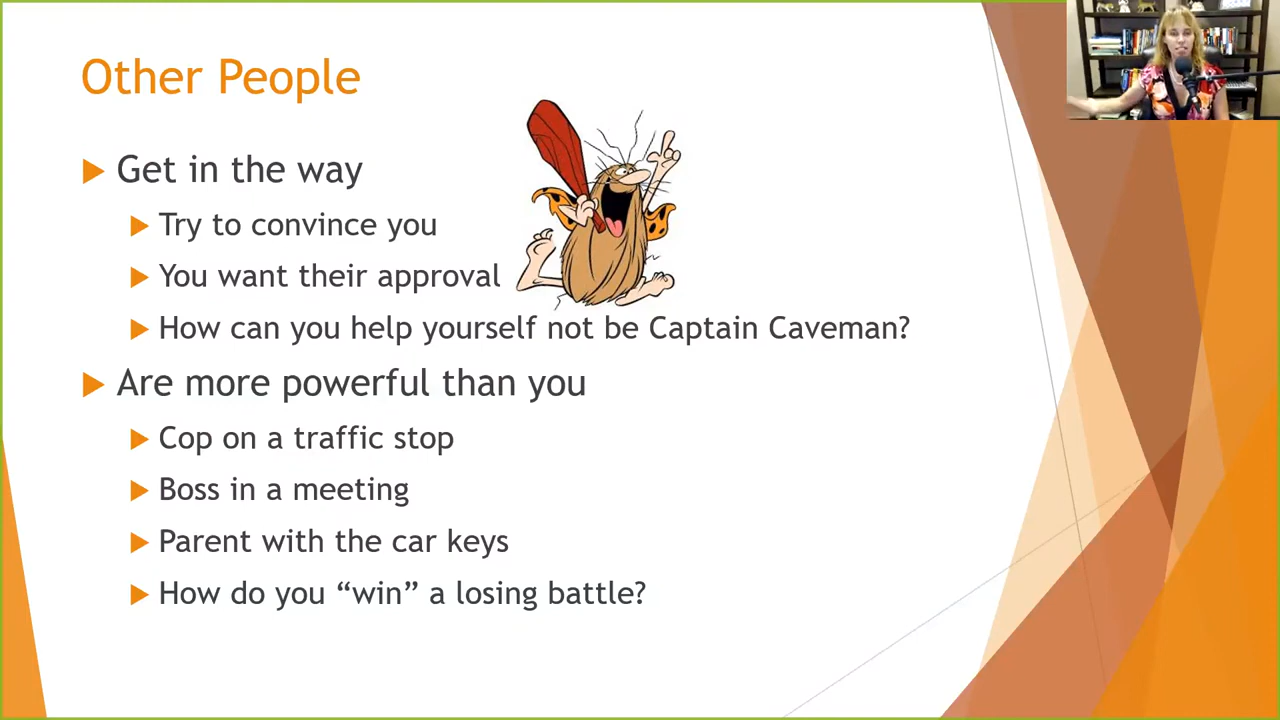 Other People
Get in the way
Try to convince you
You want their approval
How can you help yourself not be Captain Caveman?
Are more powerful than you
Cop on a traffic stop
Boss in a meeting
Parent with the car keys
How do you “win” a losing battle?